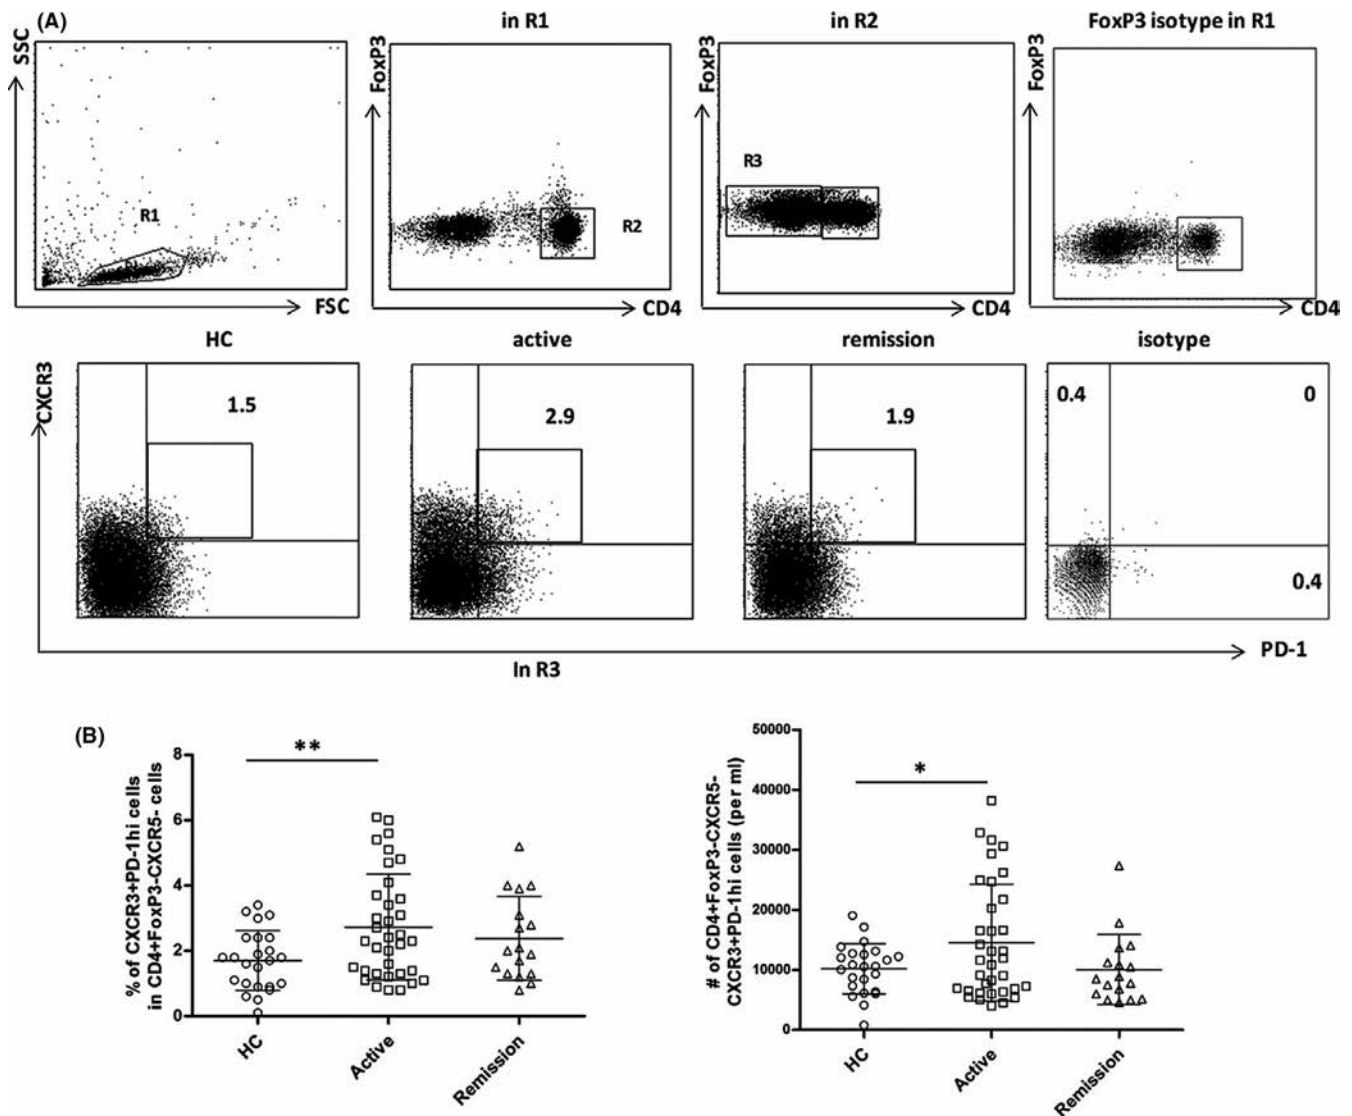 (A)
in R1
in R2
FoxP3 isotype in R1
SSC
FoxP3
FoxP3
FoxP3
R1
R2
R3
FSC
CD4
CD4
CD4
HC
active
remission
isotype
CXCR3
1.5
2.9
1.9
0.4
0
0.4
In R3
PD-1
(B)
% of CXCR3+PD-1hi cells
in CD4+FoxP3-CXCR5- cells
8
6
4
2
0
**
HC
Active
Remission
# of CD4+FoxP3-CXCR5-
CXCR3+PD-1hi cells (per ml)
50000
40000
30000
20000
10000
0
*
HC
Active
Remission